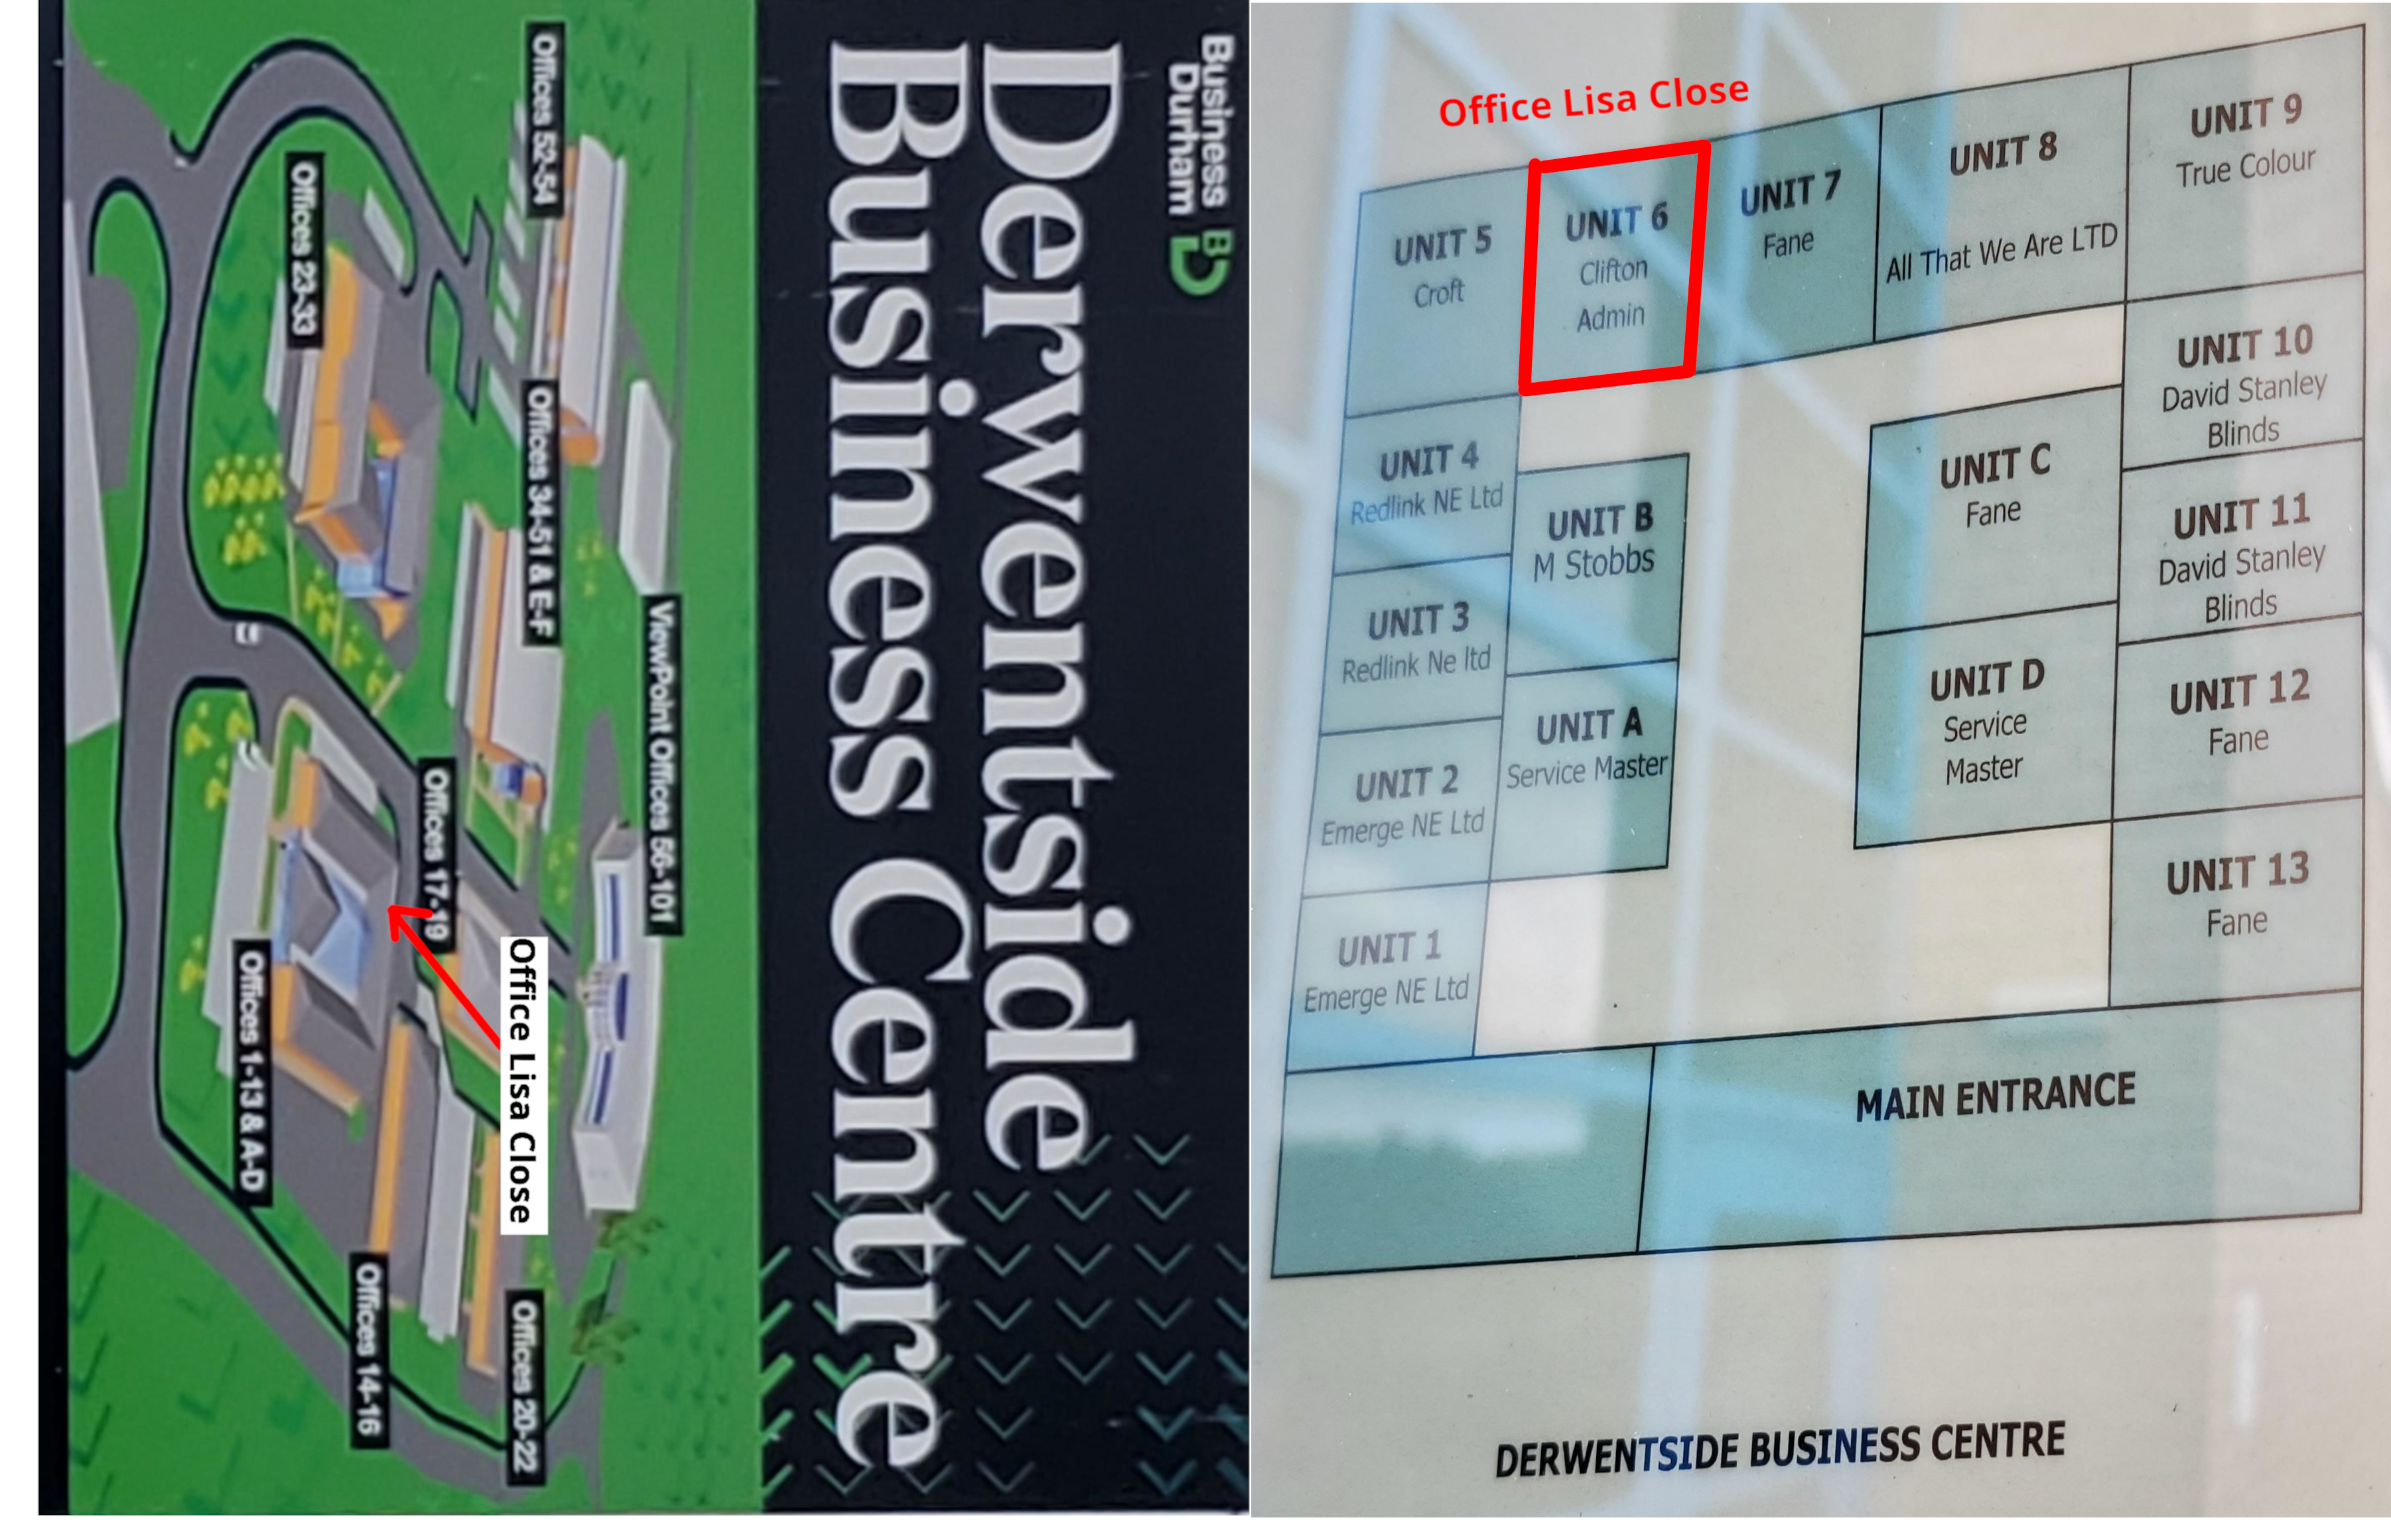 Business
Durham
BD
Derwentside
Business Centre
Offices 52-54
Offices 23-33
Offices 34-51 & E-F
ViewPoint Offices 56-101
Offices 17-19
Office Lisa Close
Offices 1-13 & A-D
Offices 14-16
Offices 20-22
Office Lisa Close
UNIT 5
Croft
UNIT 6
Clifton
Admin
UNIT 7
Fane
UNIT 8
All That We Are LTD
UNIT 9
True Colour
UNIT 4
Redlink NE Ltd
UNIT 3
Redlink Ne ltd
UNIT 2
Emerge NE Ltd
UNIT 1
Emerge NE Ltd
UNIT B
M Stobbs
UNIT A
Service Master
UNIT C
Fane
UNIT D
Service
Master
UNIT 10
David Stanley
Blinds
UNIT 11
David Stanley
Blinds
UNIT 12
Fane
UNIT 13
Fane
MAIN ENTRANCE
DERWENTSIDE BUSINESS CENTRE